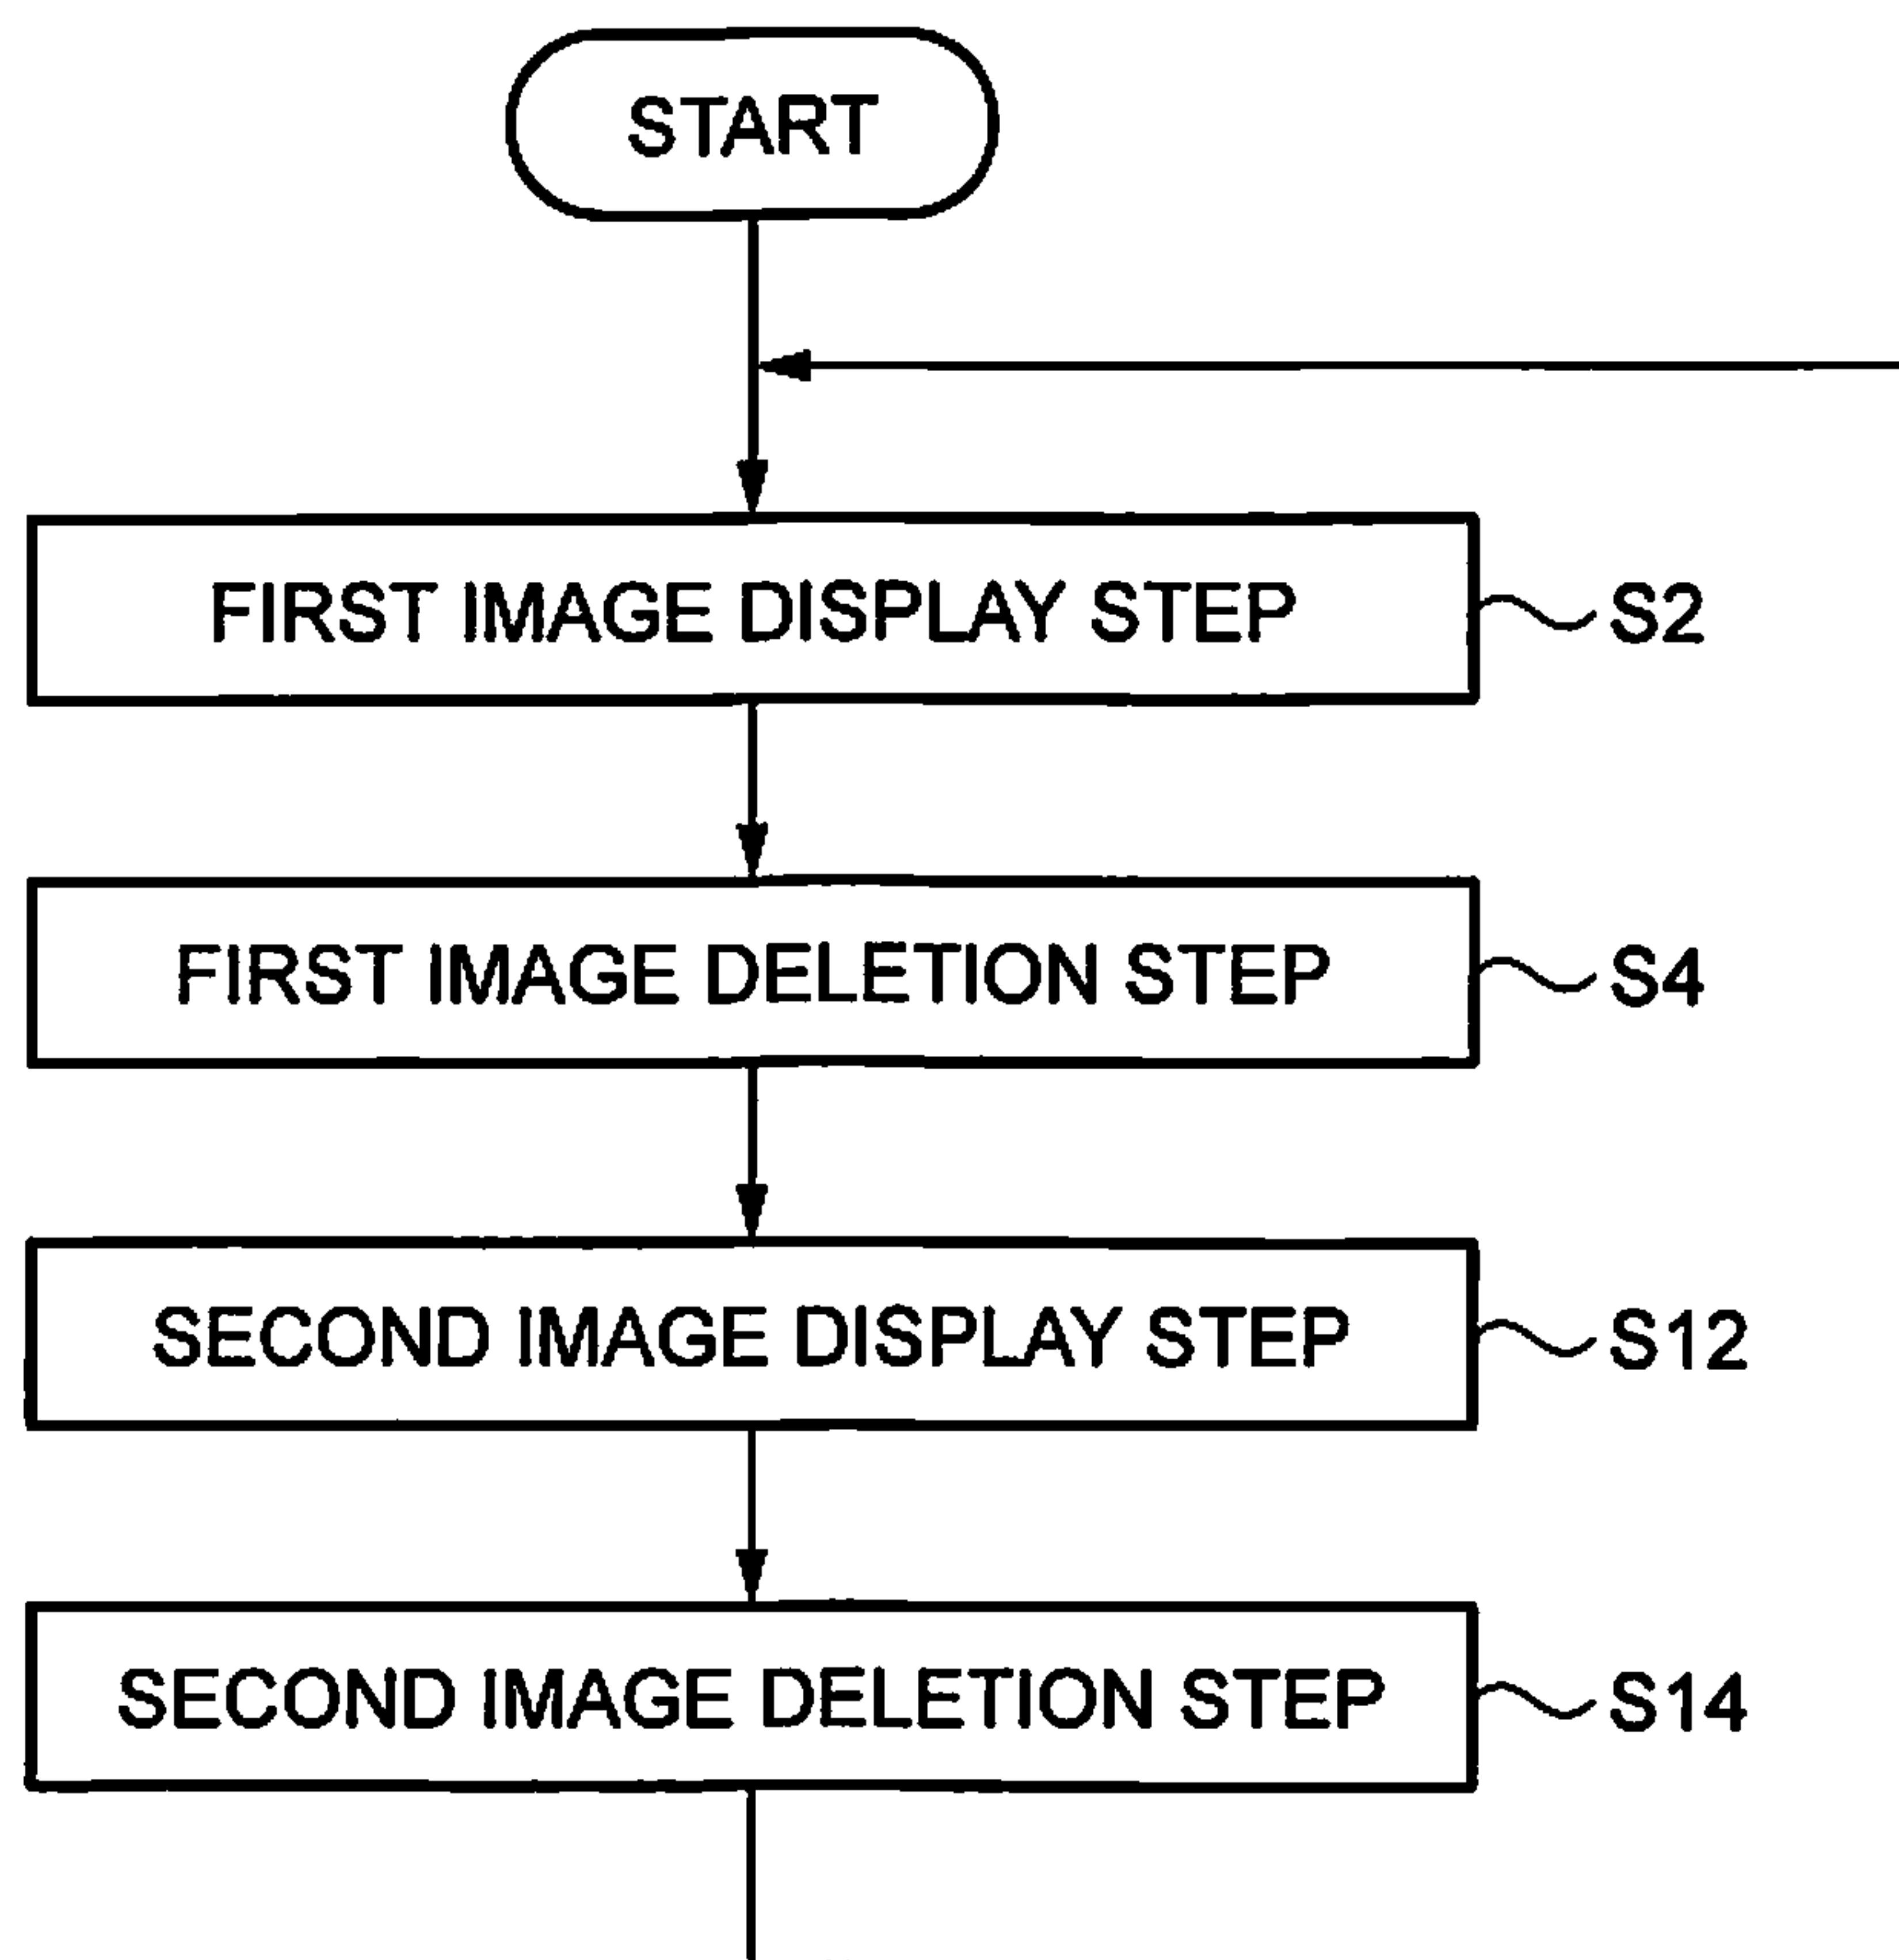 START
FIRST IMAGE DISPLAY STEP
S2
FIRST IMAGE DELETION STEP
S4
SECOND IMAGE DISPLAY STEP
S12
SECOND IMAGE DELETION STEP
S14